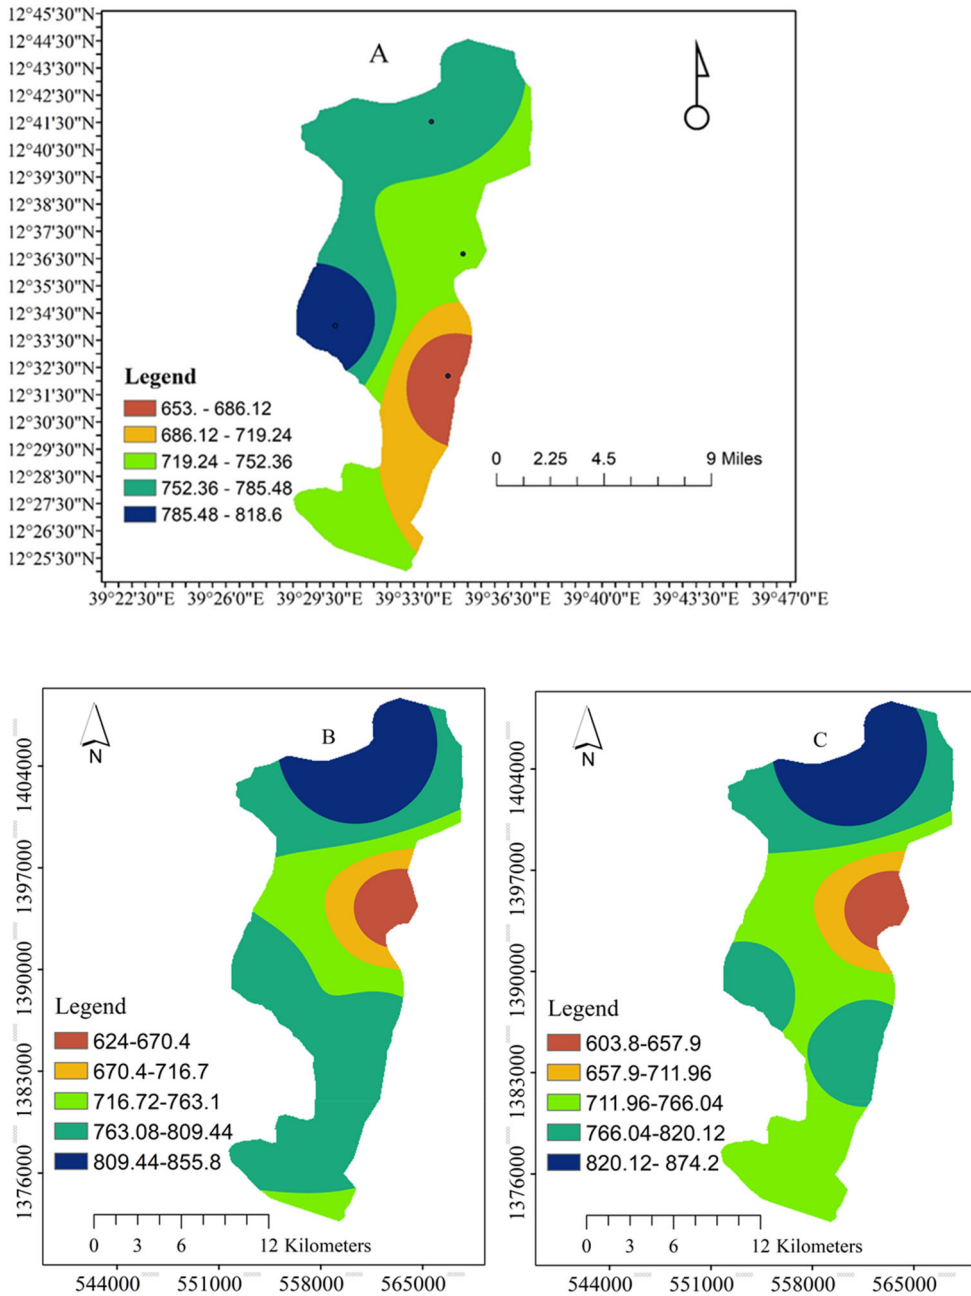 A
12°45'30"N
12°44'30"N
12°43'30"N
12°42'30"N
12°41'30"N
12°40'30"N
12°39'30"N
12°38'30"N
12°37'30"N
12°36'30"N
12°35'30"N
12°34'30"N
12°33'30"N
12°32'30"N
12°31'30"N
12°30'30"N
12°29'30"N
12°28'30"N
12°27'30"N
12°26'30"N
12°25'30"N
Legend
653. - 686.12
686.12 - 719.24
719.24 - 752.36
752.36 - 785.48
785.48 - 818.6
0 2.25 4.5 9 Miles
39°22'30"E 39°26'0"E 39°29'30"E 39°33'0"E 39°36'30"E 39°40'0"E 39°43'30"E 39°47'0"E
B
N
1404000
1397000
1390000
1383000
1376000
Legend
624-670.4
670.4-716.7
716.72-763.1
763.08-809.44
809.44-855.8
0 3 6 12 Kilometers
544000 551000 558000 565000
C
N
1404000
1397000
1390000
1383000
1376000
Legend
603.8-657.9
657.9-711.96
711.96-766.04
766.04-820.12
820.12- 874.2
0 3 6 12 Kilometers
544000 551000 558000 565000